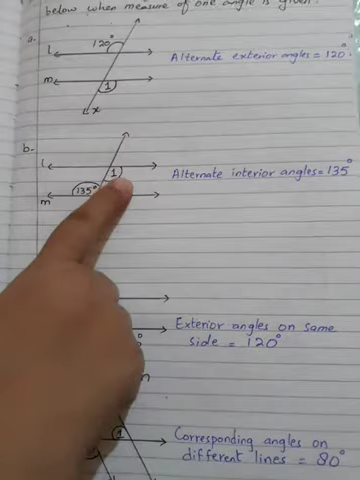 below when measure of one angle is given.
a.
120°
l
Alternate exterior angles = 120°.
m
1
x
b.
l
1
Alternate interior angles = 135°
135°
m
Exterior angles on same
side = 120°
n
1
Corresponding angles on
different lines = 80°